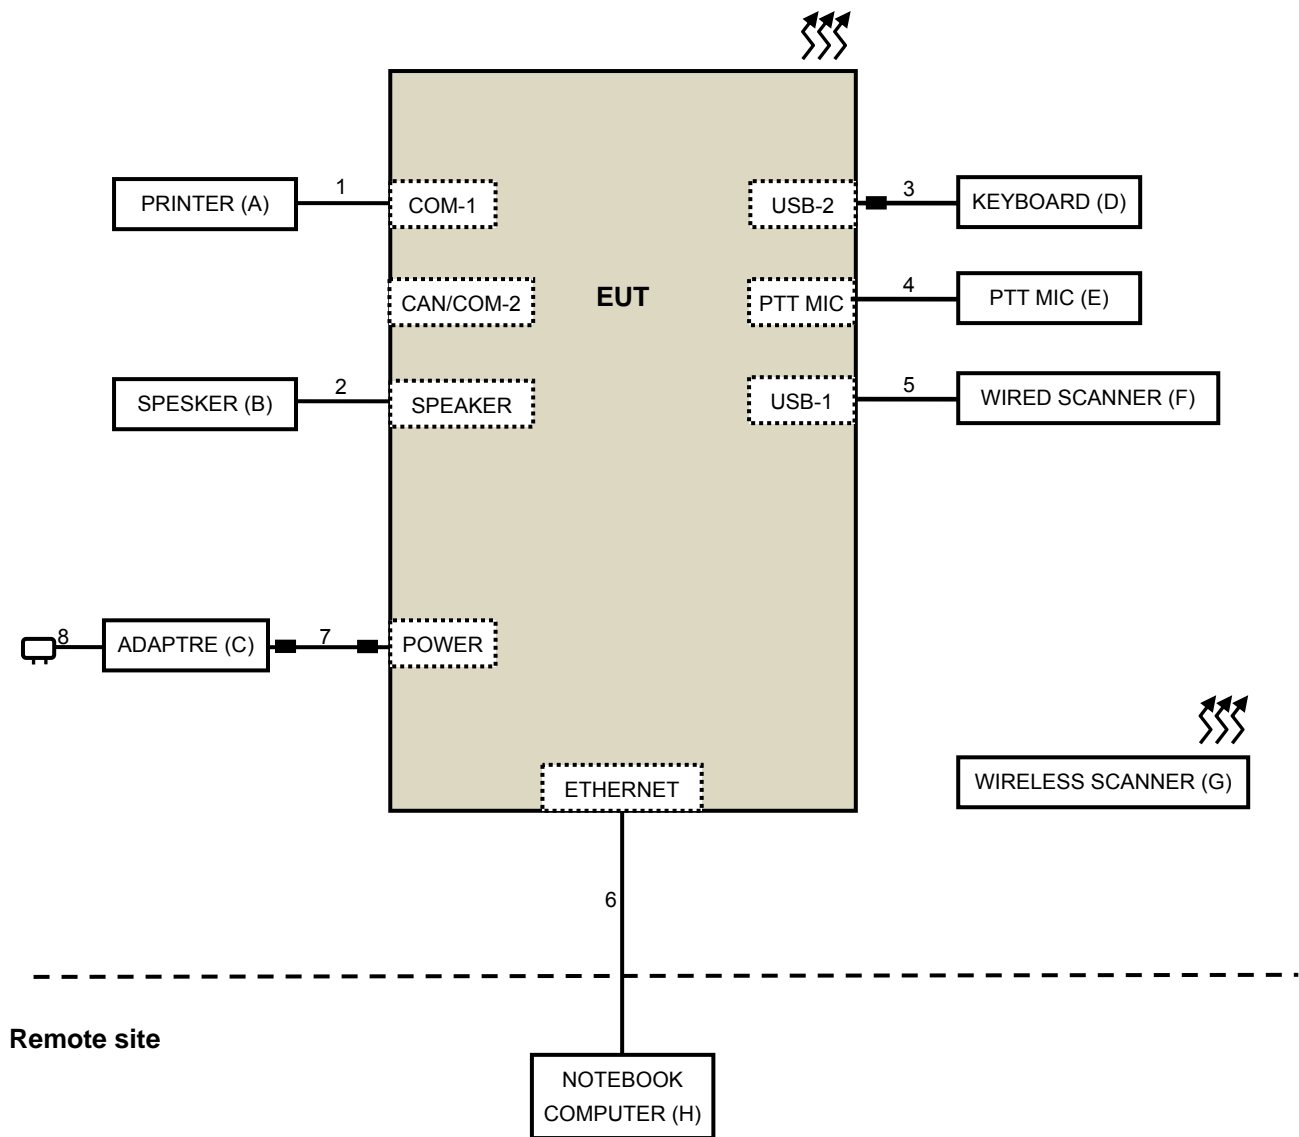 1
3
PRINTER (A)
COM-1
USB-2
KEYBOARD (D)
4
CAN/COM-2
EUT
PTT MIC
PTT MIC (E)
2
5
SPESKER (B)
SPEAKER
USB-1
WIRED SCANNER (F)
8
ADAPTRE (C)
7
POWER
ETHERNET
WIRELESS SCANNER (G)
6
Remote site
NOTEBOOK
COMPUTER (H)